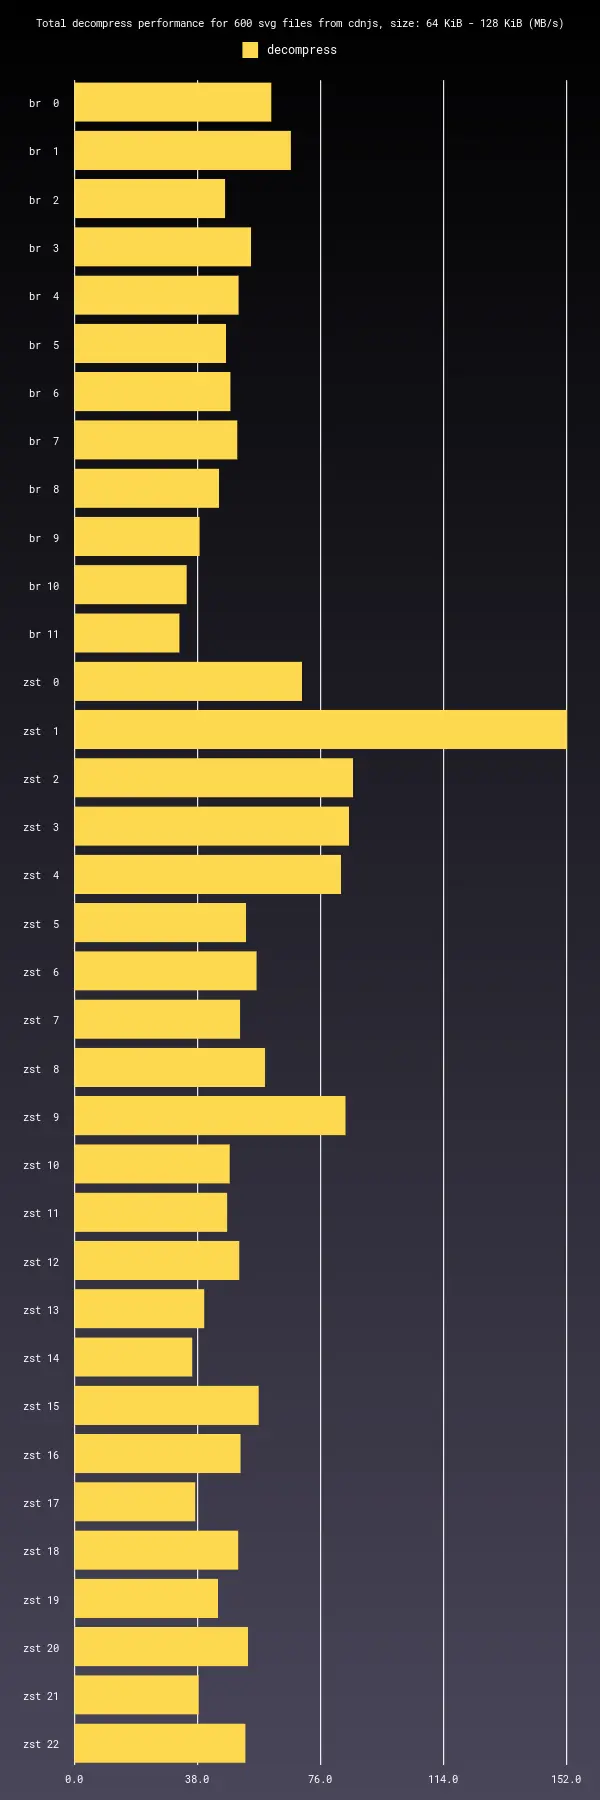 Total decompress performance for 600 svg files from cdnjs, size: 64 KiB - 128 KiB (MB/s)
decompress
br 0
br 1
br 2
br 3
br 4
br 5
br 6
br 7
br 8
br 9
br 10
br 11
zst 0
zst 1
zst 2
zst 3
zst 4
zst 5
zst 6
zst 7
zst 8
zst 9
zst 10
zst 11
zst 12
zst 13
zst 14
zst 15
zst 16
zst 17
zst 18
zst 19
zst 20
zst 21
zst 22
0.0 38.0 76.0 114.0 152.0